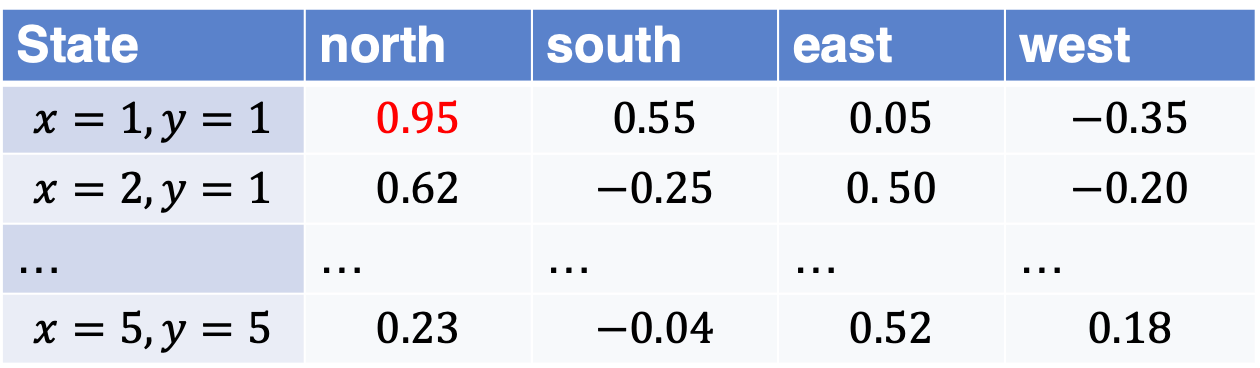 State north south east west
x = 1, y = 1 0.95 0.55 0.05 −0.35
x = 2, y = 1 0.62 −0.25 0.50 −0.20
... ... ... ... ...
x = 5, y = 5 0.23 −0.04 0.52 0.18